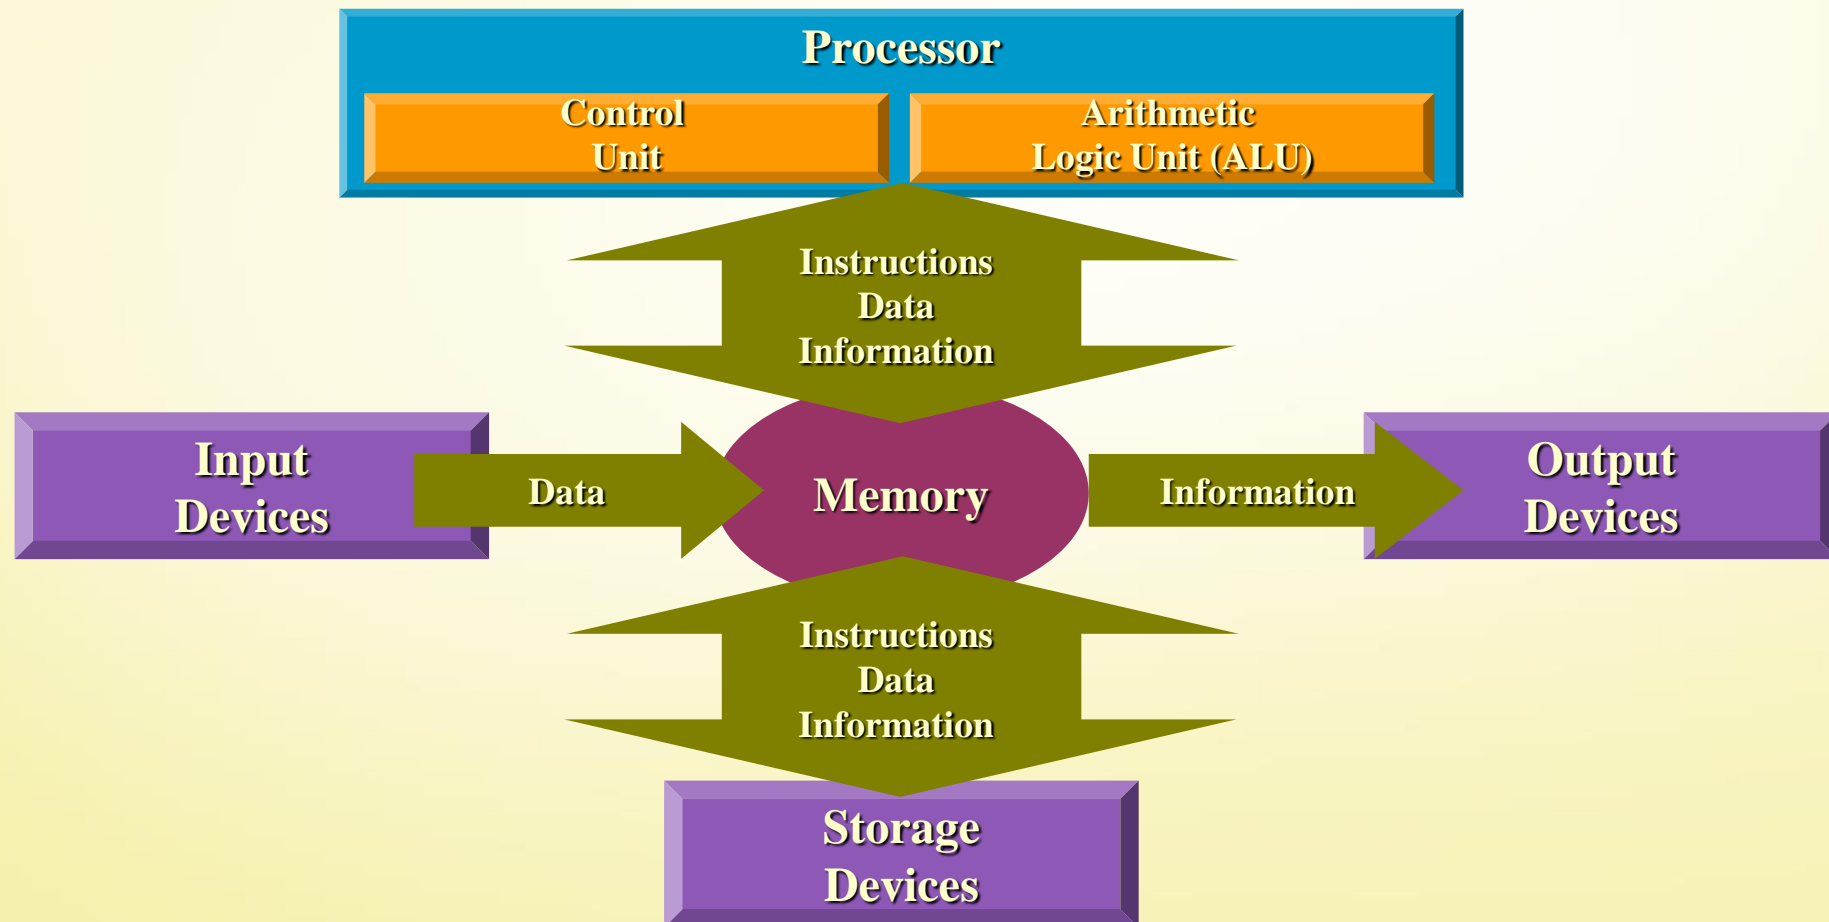 Processor
Control
Unit
Arithmetic
Logic Unit (ALU)
Instructions
Data
Information
Input
Devices
Data
Memory
Information
Output
Devices
Instructions
Data
Information
Storage
Devices